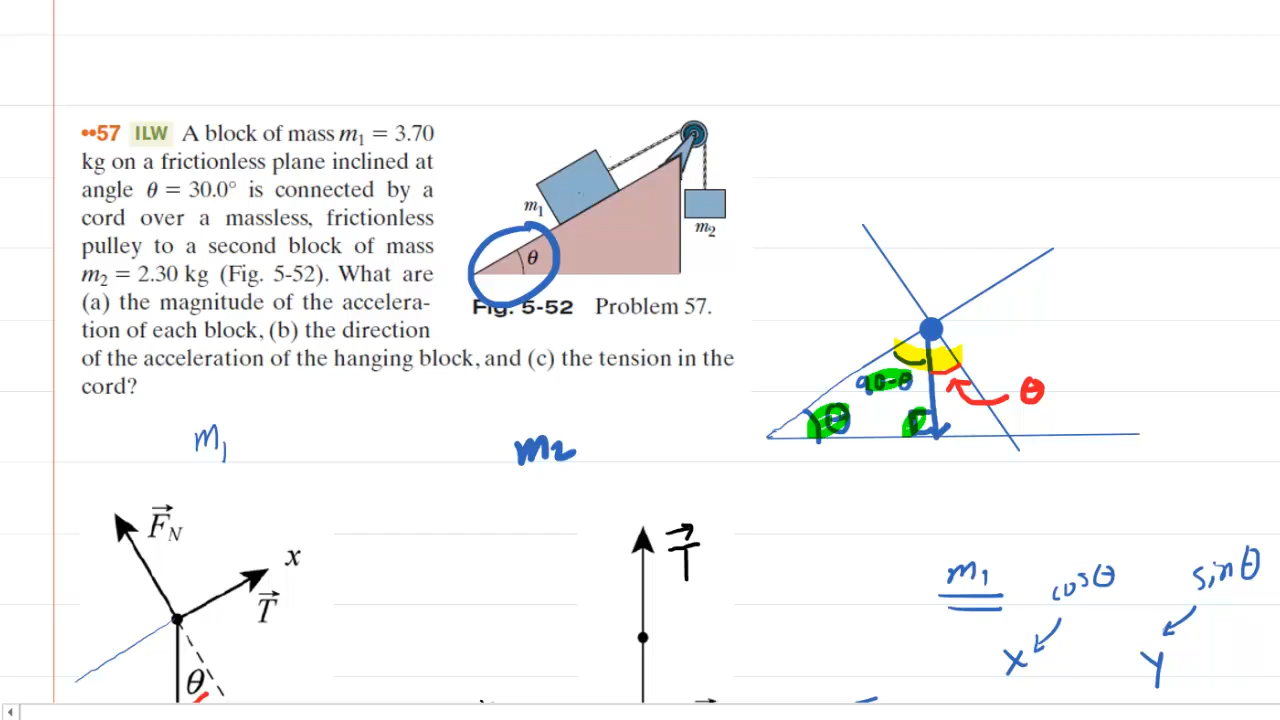 ••57 ILW A block of mass m₁ = 3.70
kg on a frictionless plane inclined at
angle θ = 30.0° is connected by a
cord over a massless, frictionless
pulley to a second block of mass
m₂ = 2.30 kg (Fig. 5-52). What are
(a) the magnitude of the accelera-
tion of each block, (b) the direction
of the acceleration of the hanging block, and (c) the tension in the
cord?
m₁
m₂
θ
Fig. 5-52 Problem 57.
90-θ
θ
θ
m₁
m₂
F⃗N
x
T⃗
θ
T⃗
m₁
cosθ
sinθ
x
y